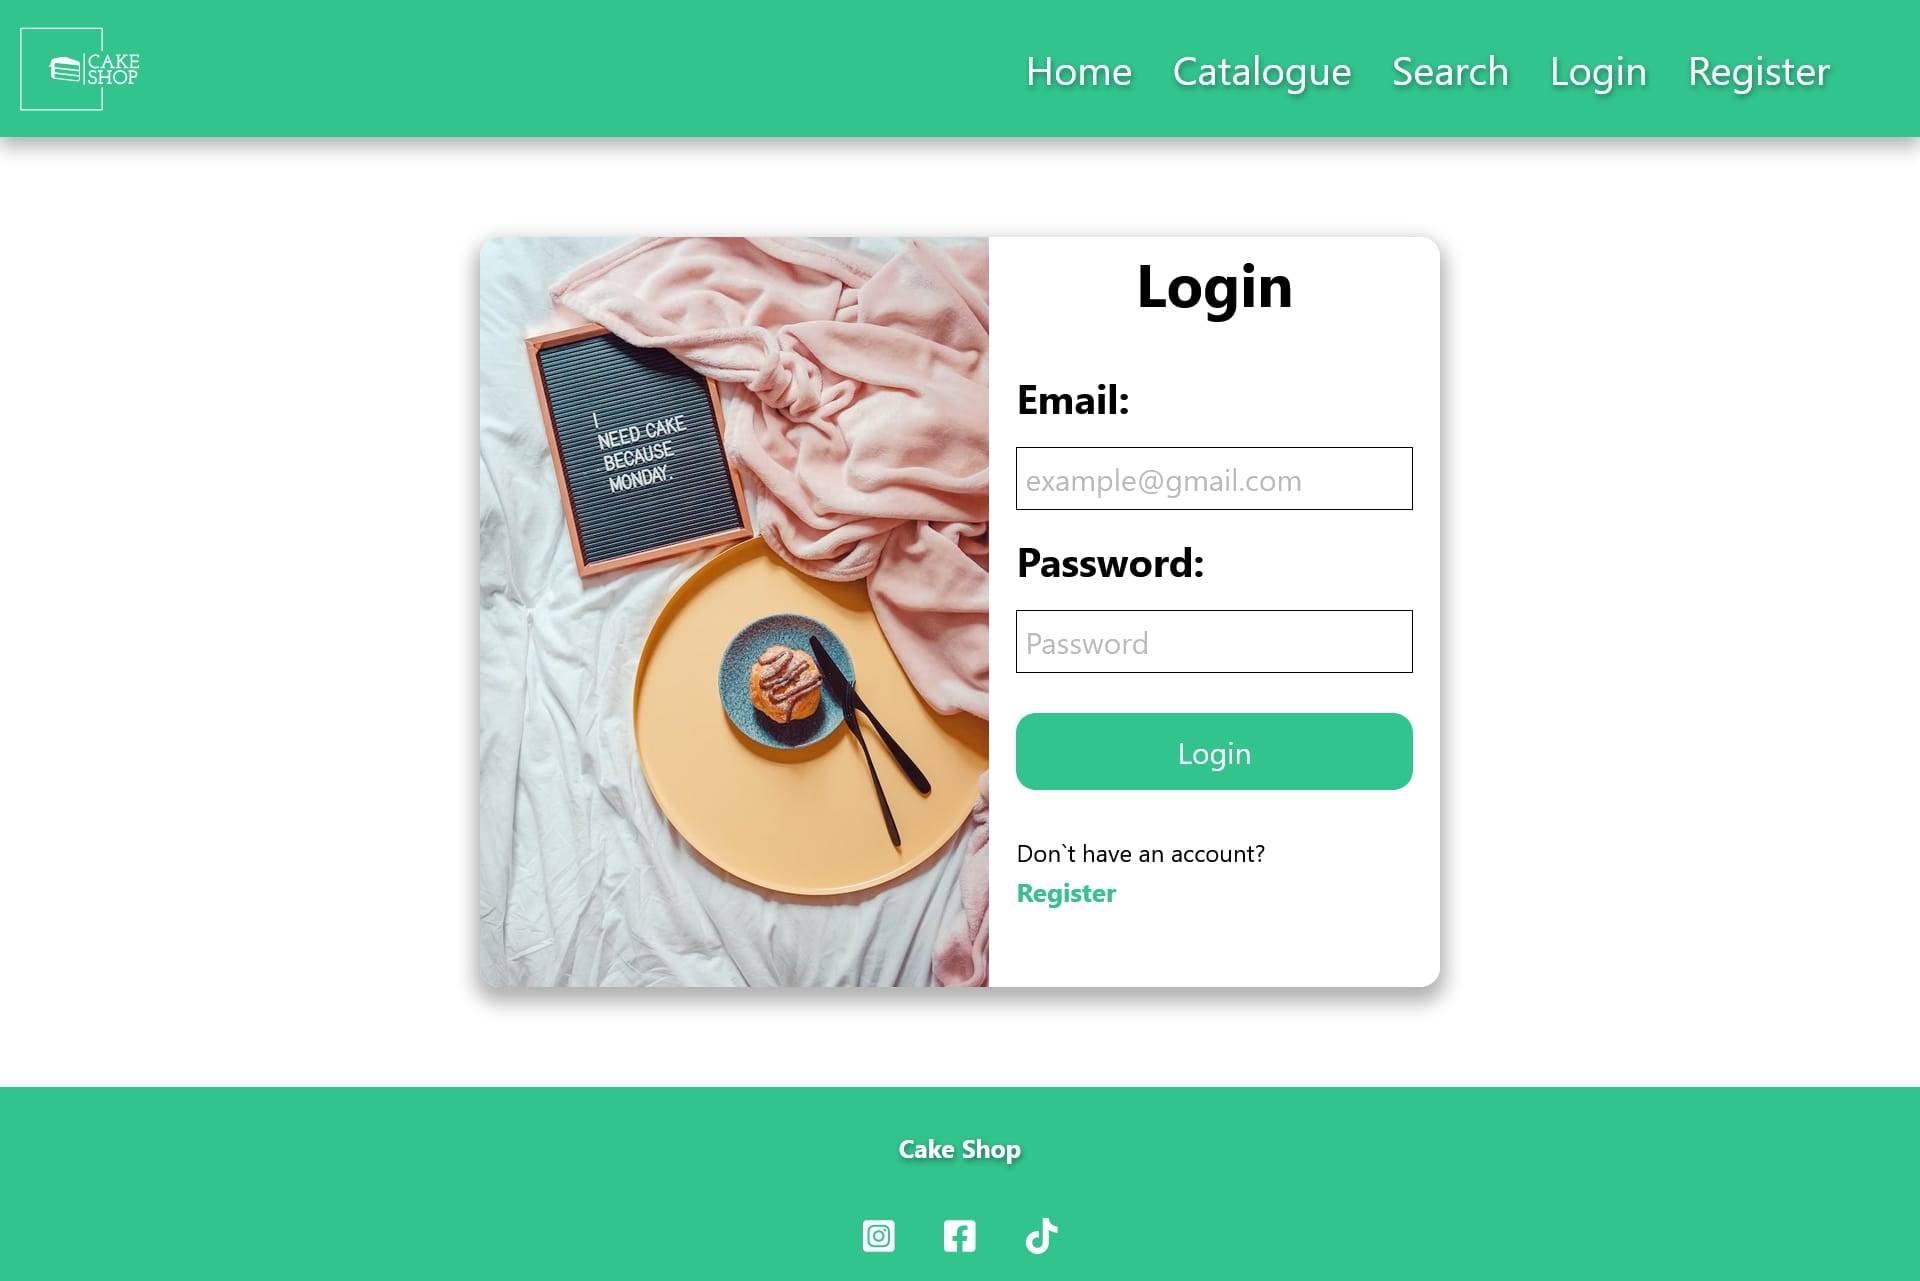 CAKE
SHOP
Home Catalogue Search Login Register
I
NEED CAKE
BECAUSE
MONDAY.
Login
Email:
example@gmail.com
Password:
Password
Login
Don`t have an account?
Register
Cake Shop